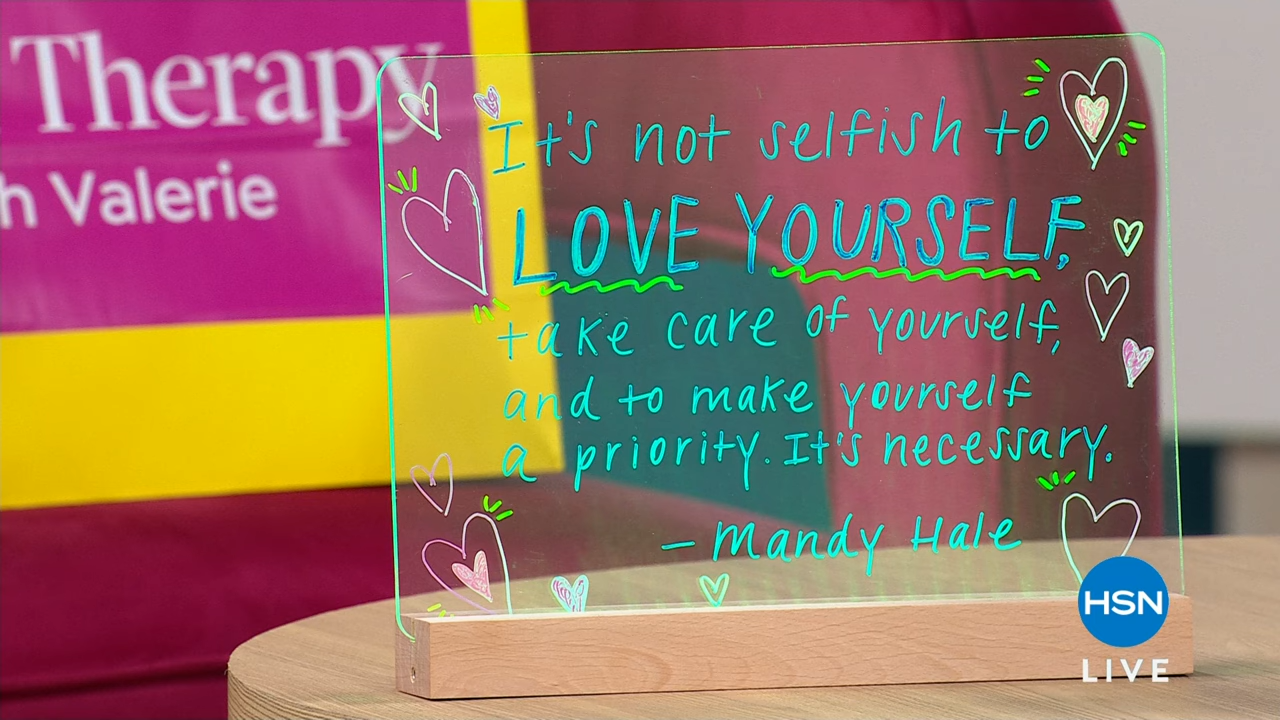 Therapy
h Valerie
It's not selfish to
LOVE YOURSELF,
take care of yourself,
and to make yourself
a priority. It's necessary.
- Mandy Hale
HSN
LIVE